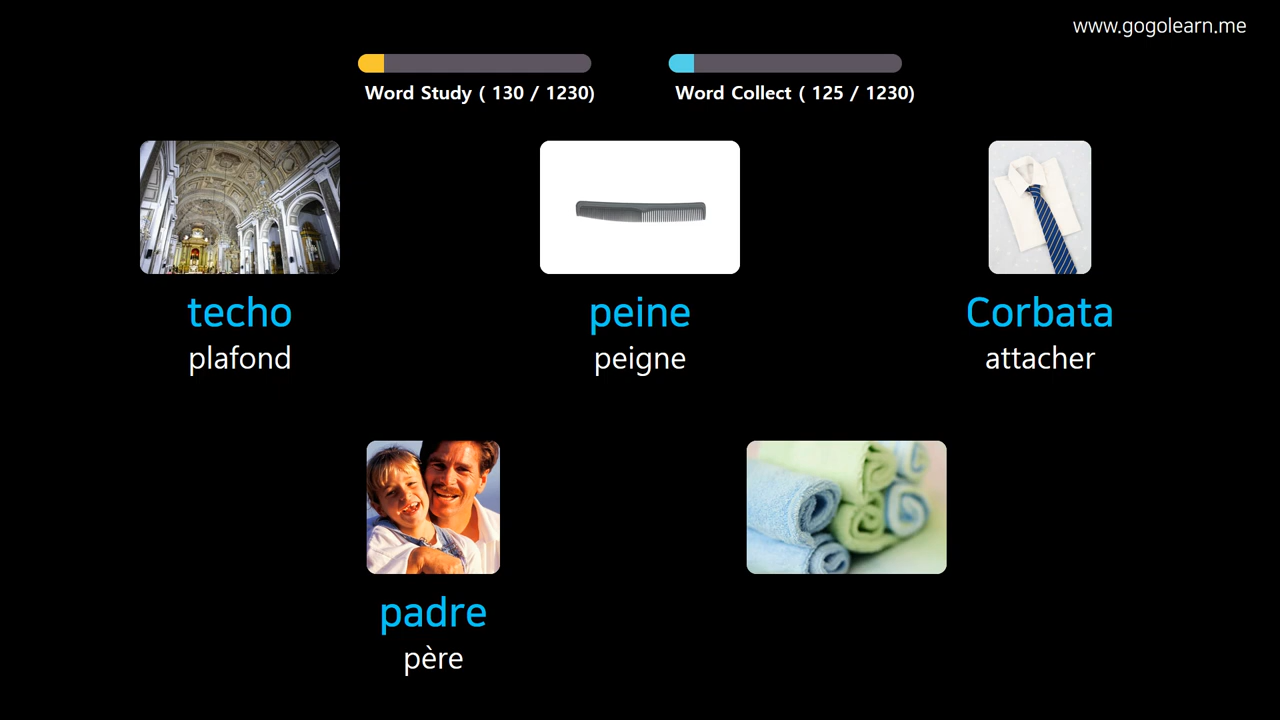 www.gogolearn.me
Word Study ( 130 / 1230)
Word Collect ( 125 / 1230)
techo
plafond
peine
peigne
Corbata
attacher
padre
père